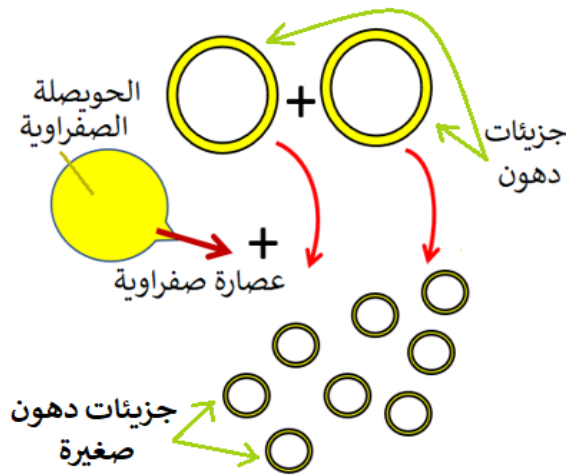 الحويصلة
الصفراوية
جزيئات
دهون
+
+
عصارة صفراوية
جزيئات دهون
صغيرة